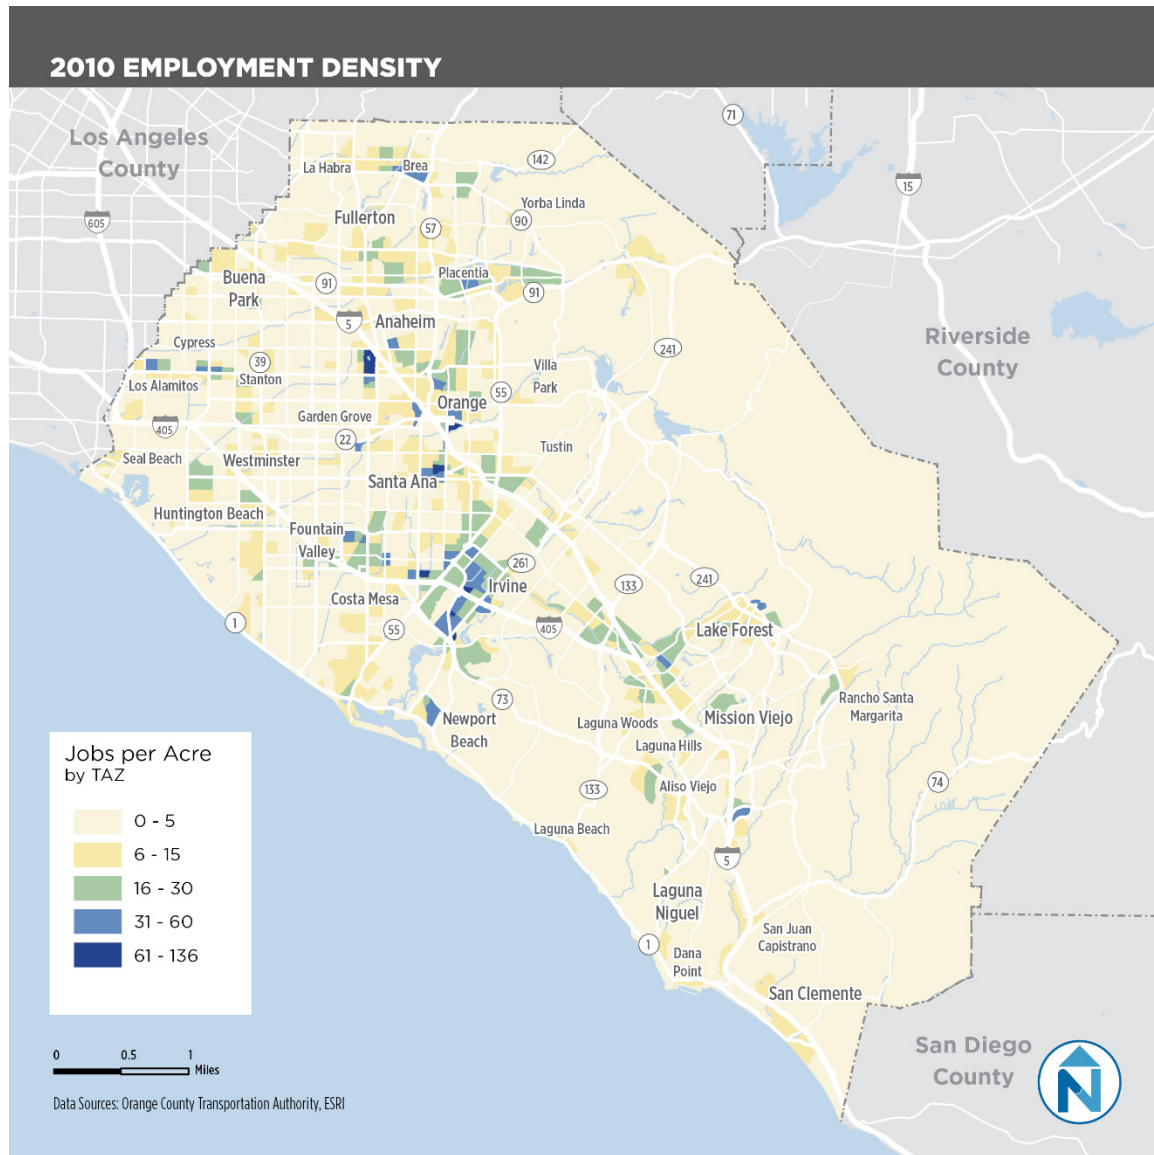 2010 EMPLOYMENT DENSITY
Los Angeles
County
71
142
La Habra
Brea
15
605
Yorba Linda
Fullerton
90
57
Placentia
Buena
Park
91
91
5
Anaheim
Riverside
County
Cypress
241
39
Villa
Park
Los Alamitos
Stanton
55
Orange
Garden Grove
405
22
Tustin
Seal Beach
Westminster
Santa Ana
Huntington Beach
Fountain
Valley
261
Irvine
133
241
Costa Mesa
1
55
405
Lake Forest
73
Rancho Santa
Margarita
Newport
Beach
Laguna Woods
Mission Viejo
Laguna Hills
Jobs per Acre
by TAZ
133
Aliso Viejo
74
0 - 5
Laguna Beach
6 - 15
5
16 - 30
Laguna
Niguel
31 - 60
San Juan
Capistrano
1
61 - 136
Dana
Point
San Clemente
San Diego
County
0 0.5 1
Miles
N
Data Sources: Orange County Transportation Authority, ESRI